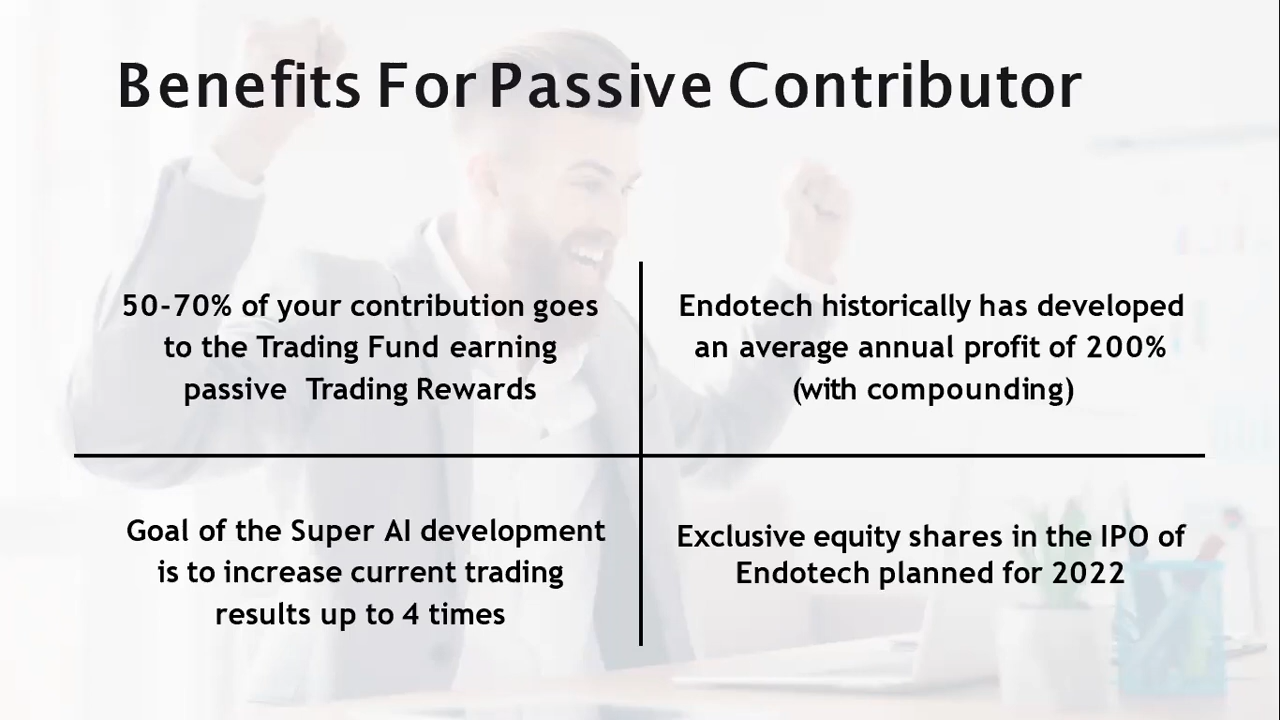 Benefits For Passive Contributor
50-70% of your contribution goes
to the Trading Fund earning
passive  Trading Rewards
Endotech historically has developed
an average annual profit of 200%
(with compounding)
Goal of the Super AI development
is to increase current trading
results up to 4 times
Exclusive equity shares in the IPO of
Endotech planned for 2022